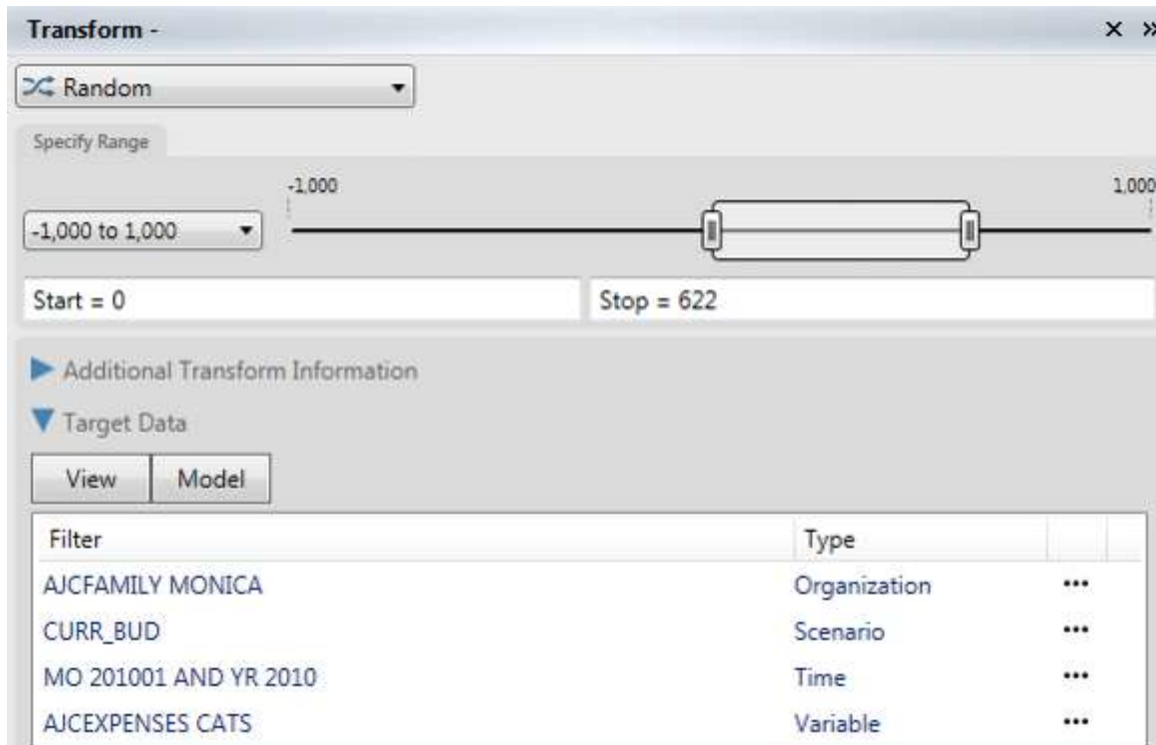 Transform -
Random
Specify Range
-1,000 1,000
-1,000 to 1,000
Start = 0 Stop = 622
Additional Transform Information
Target Data
View Model
Filter Type
AJCFAMILY MONICA Organization •••
CURR_BUD Scenario •••
MO 201001 AND YR 2010 Time •••
AJCEXPENSES CATS Variable •••